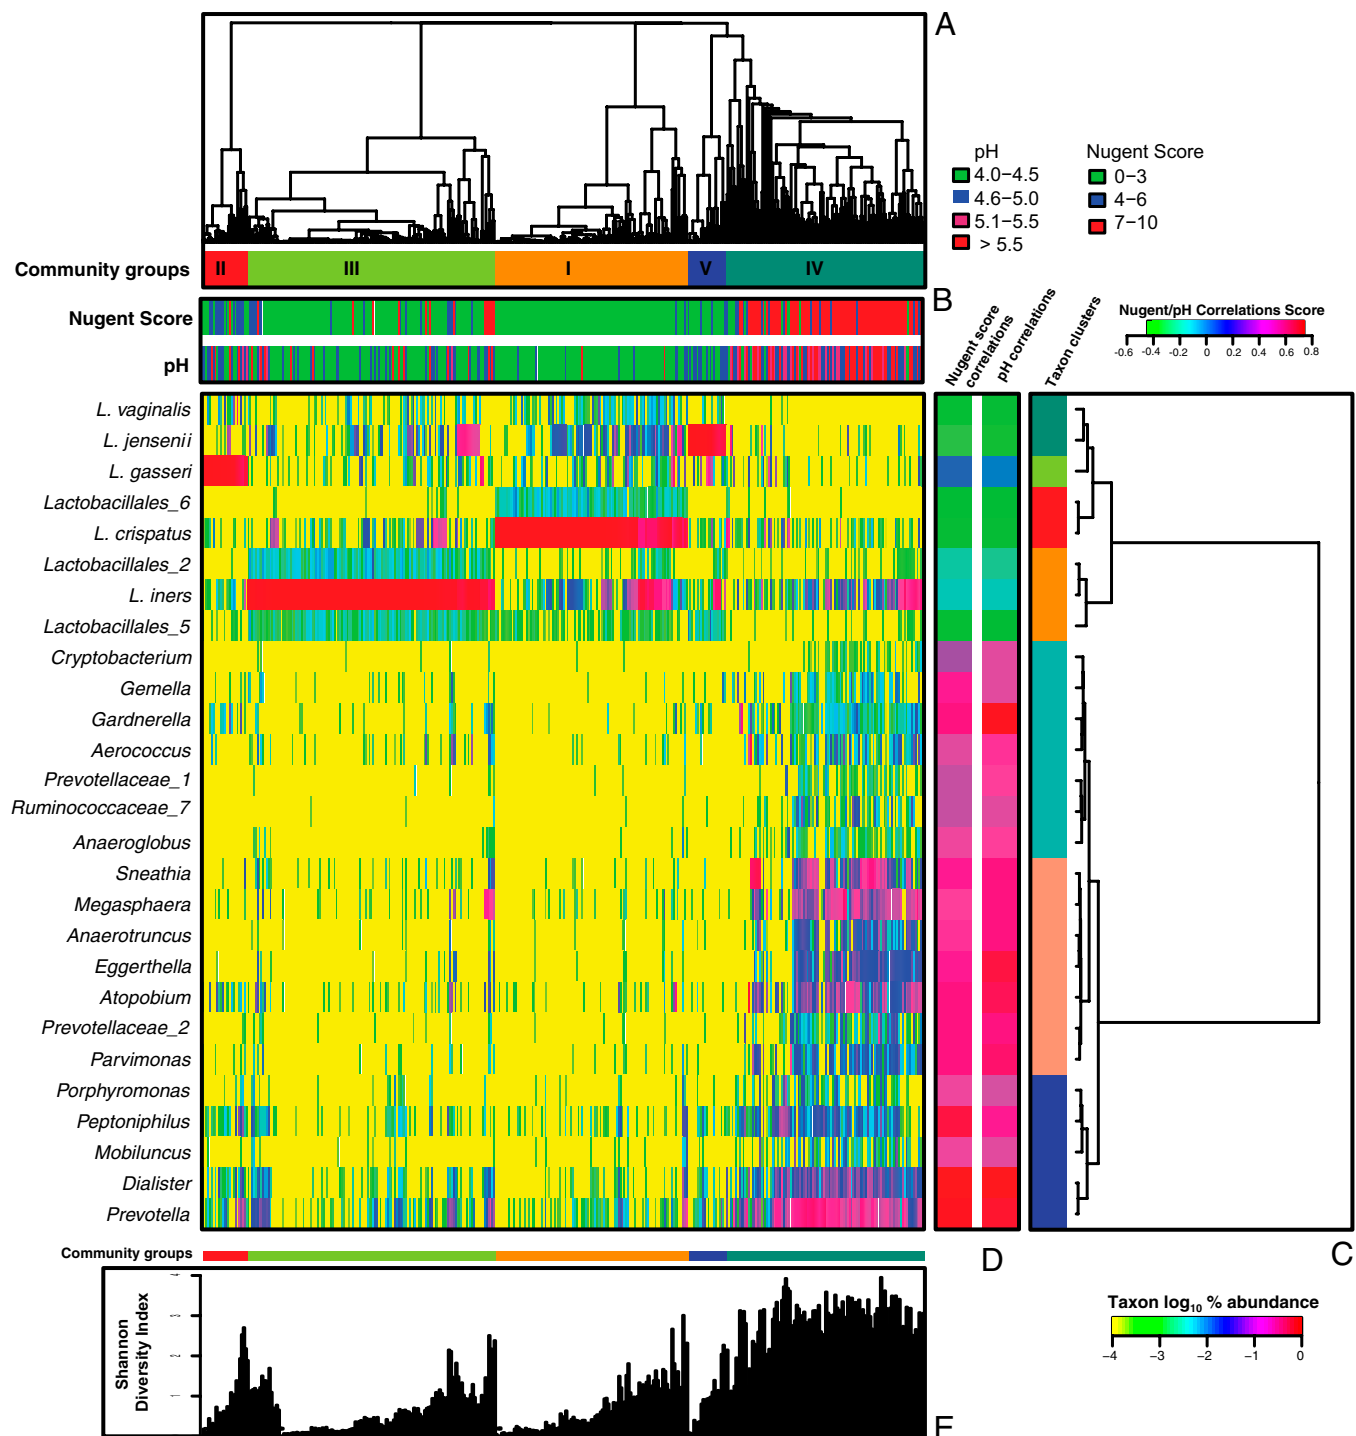 A
pH
4.0−4.5
4.6−5.0
5.1−5.5
> 5.5
Nugent Score
0−3
4−6
7−10
Community groups
II
III
I
V
IV
Nugent Score
pH
B
Nugent score
correlations
pH correlations
Taxon clusters
Nugent/pH Correlations Score
-0.6 -0.4 -0.2 0 0.2 0.4 0.6 0.8
L. vaginalis
L. jensenii
L. gasseri
Lactobacillales_6
L. crispatus
Lactobacillales_2
L. iners
Lactobacillales_5
Cryptobacterium
Gemella
Gardnerella
Aerococcus
Prevotellaceae_1
Ruminococcaceae_7
Anaeroglobus
Sneathia
Megasphaera
Anaerotruncus
Eggerthella
Atopobium
Prevotellaceae_2
Parvimonas
Porphyromonas
Peptoniphilus
Mobiluncus
Dialister
Prevotella
Community groups
D
C
Shannon
Diversity Index
4
3
2
1
Taxon log10 % abundance
−4 −3 −2 −1 0